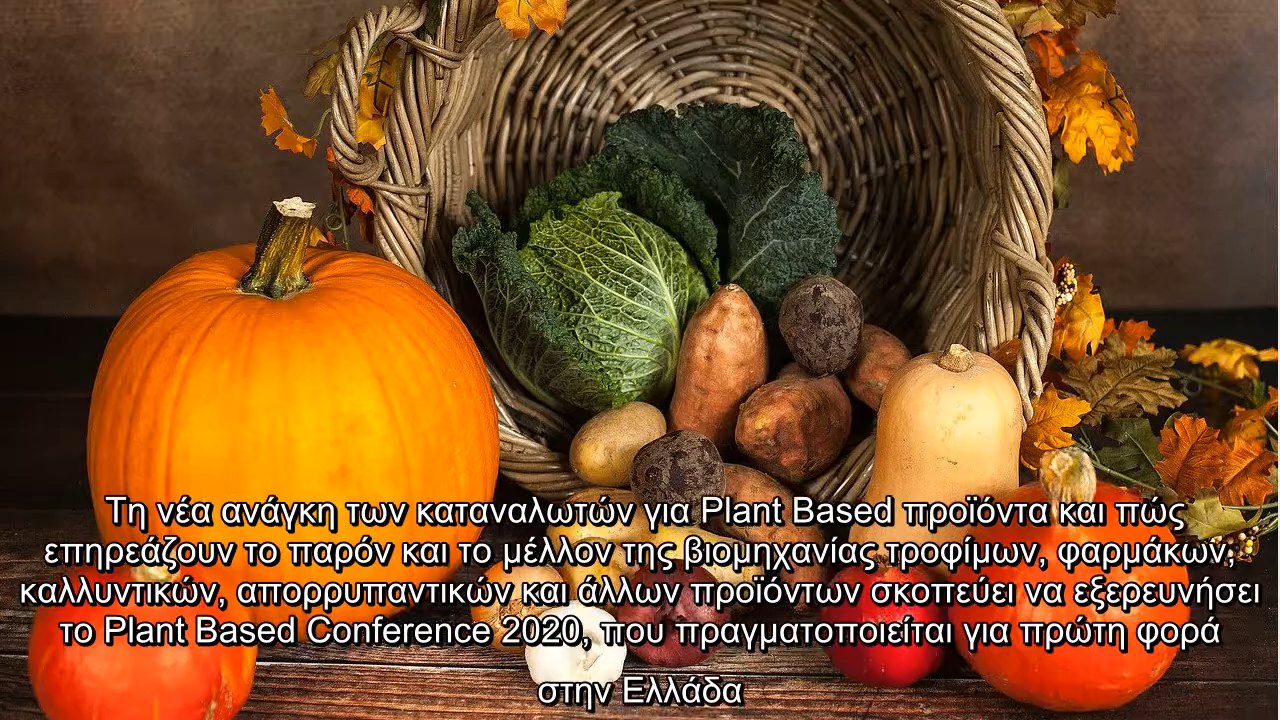 Τη νέα ανάγκη των καταναλωτών για Plant Based προϊόντα και πώς
επηρεάζουν το παρόν και το μέλλον της βιομηχανίας τροφίμων, φαρμάκων,
καλλυντικών, απορρυπαντικών και άλλων προϊόντων σκοπεύει να εξερευνήσει
το Plant Based Conference 2020, που πραγματοποιείται για πρώτη φορά
στην Ελλάδα